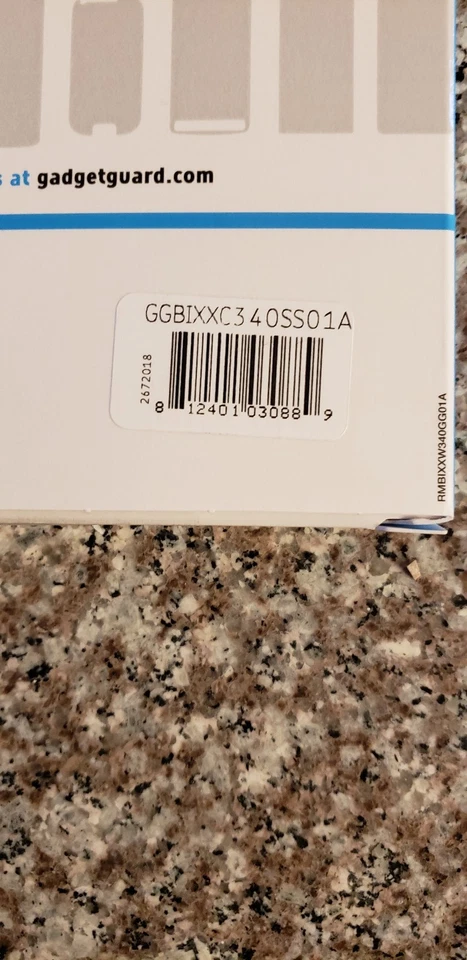 at gadgetguard.com
GGBIXXC340SS01A
2672018
8 12401 03088 9
RMBIXXW340GG01A